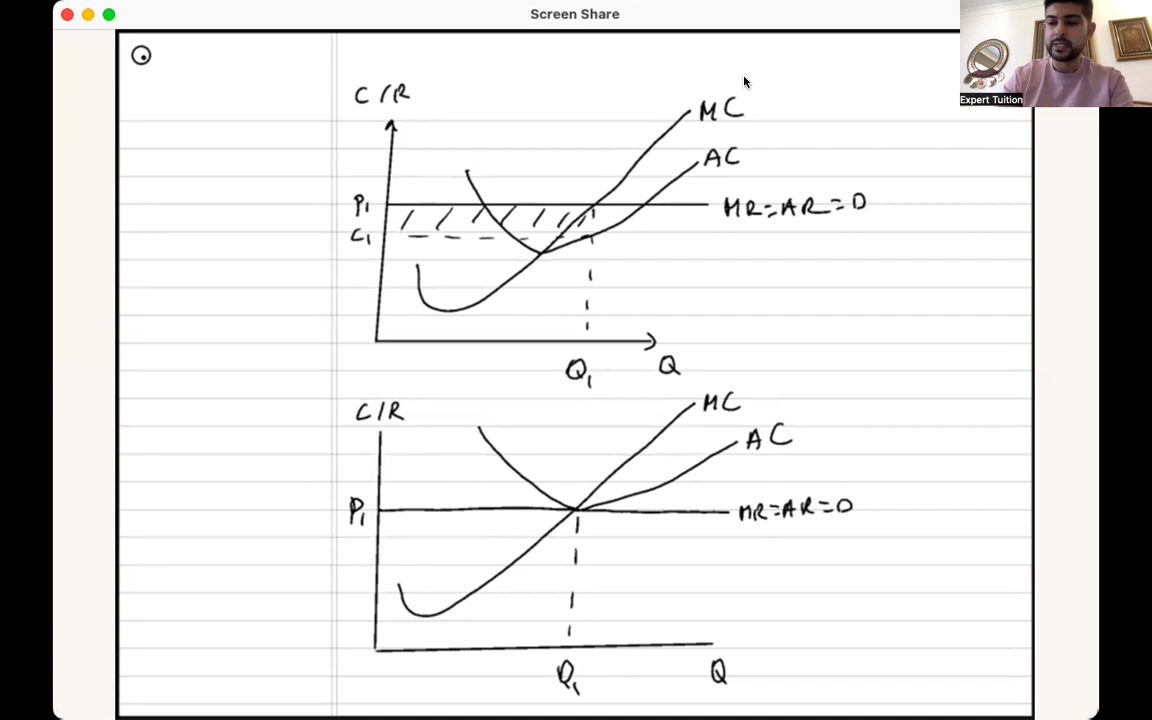 Screen Share
Expert Tuition
C/R
MC
AC
P1
MR=AR=D
C1
Q1
Q
C/R
MC
AC
P1
MR=AR=D
Q1
Q